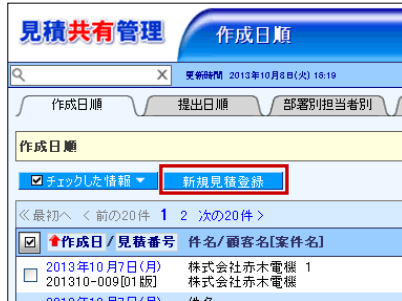 見積共有管理
作成日順
更新時間 2013年10月8日(火) 16:19
作成日順 提出日順 部署別担当者別
作成日順
チェックした情報▼ 新規見積登録
≪最初へ <前の20件 1 2 次の20件>
作成日/見積番号 件名/顧客名[案件名]
2013年10月7日(月) 株式会社赤木電機 1
201310-009[01版] 株式会社赤木電機